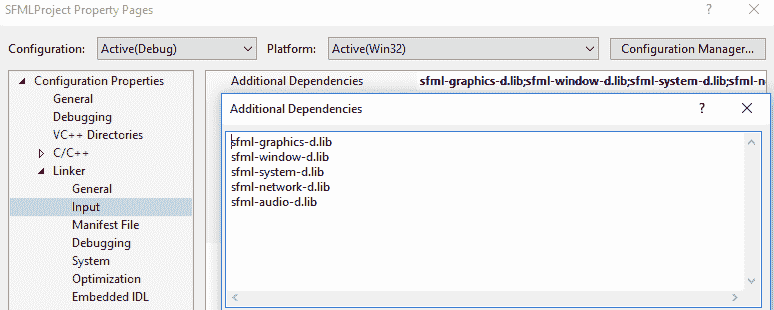 SFMLProject Property Pages ? ×
Configuration: Active(Debug) Platform: Active(Win32) Configuration Manager...
Configuration Properties
General
Debugging
VC++ Directories
C/C++
Linker
General
Input
Manifest File
Debugging
System
Optimization
Embedded IDL
Additional Dependencies sfml-graphics-d.lib;sfml-window-d.lib;sfml-system-d.lib;sfml-n
Additional Dependencies ? ×
sfml-graphics-d.lib
sfml-window-d.lib
sfml-system-d.lib
sfml-network-d.lib
sfml-audio-d.lib